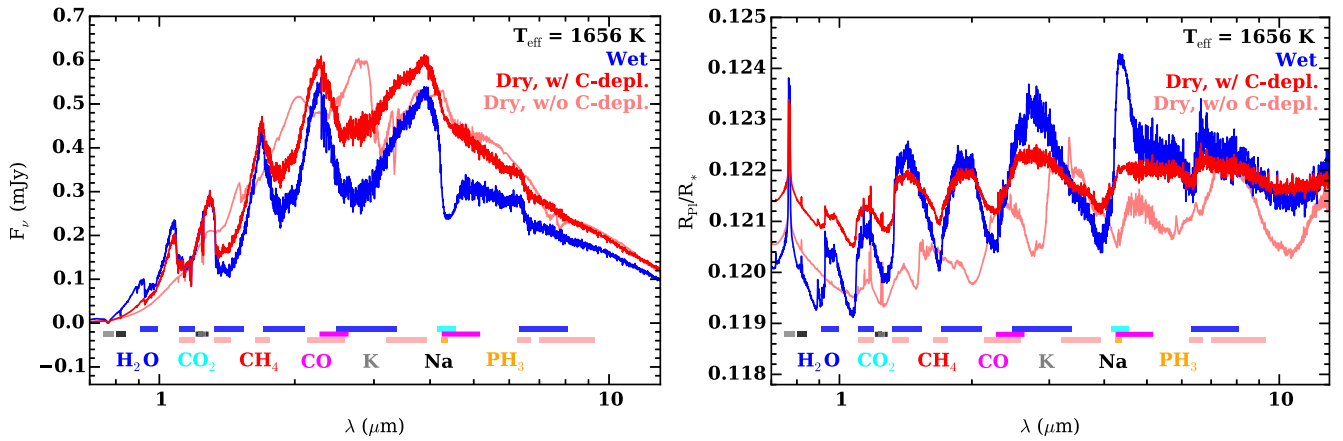 0.7
0.6
0.5
0.4
0.3
0.2
0.1
0.0
−0.1
F_ν (mJy)
T_eff = 1656 K
Wet
Dry, w/ C-depl.
Dry, w/o C-depl.
H₂O CO₂ CH₄ CO K Na PH₃
1 10
λ (μm)
0.124
0.123
0.122
0.121
0.120
0.119
0.118
R_Pl/R_*
T_eff = 1656 K
Wet
Dry, w/ C-depl.
Dry, w/o C-depl.
H₂O CO₂ CH₄ CO K Na PH₃
1 10
λ (μm)